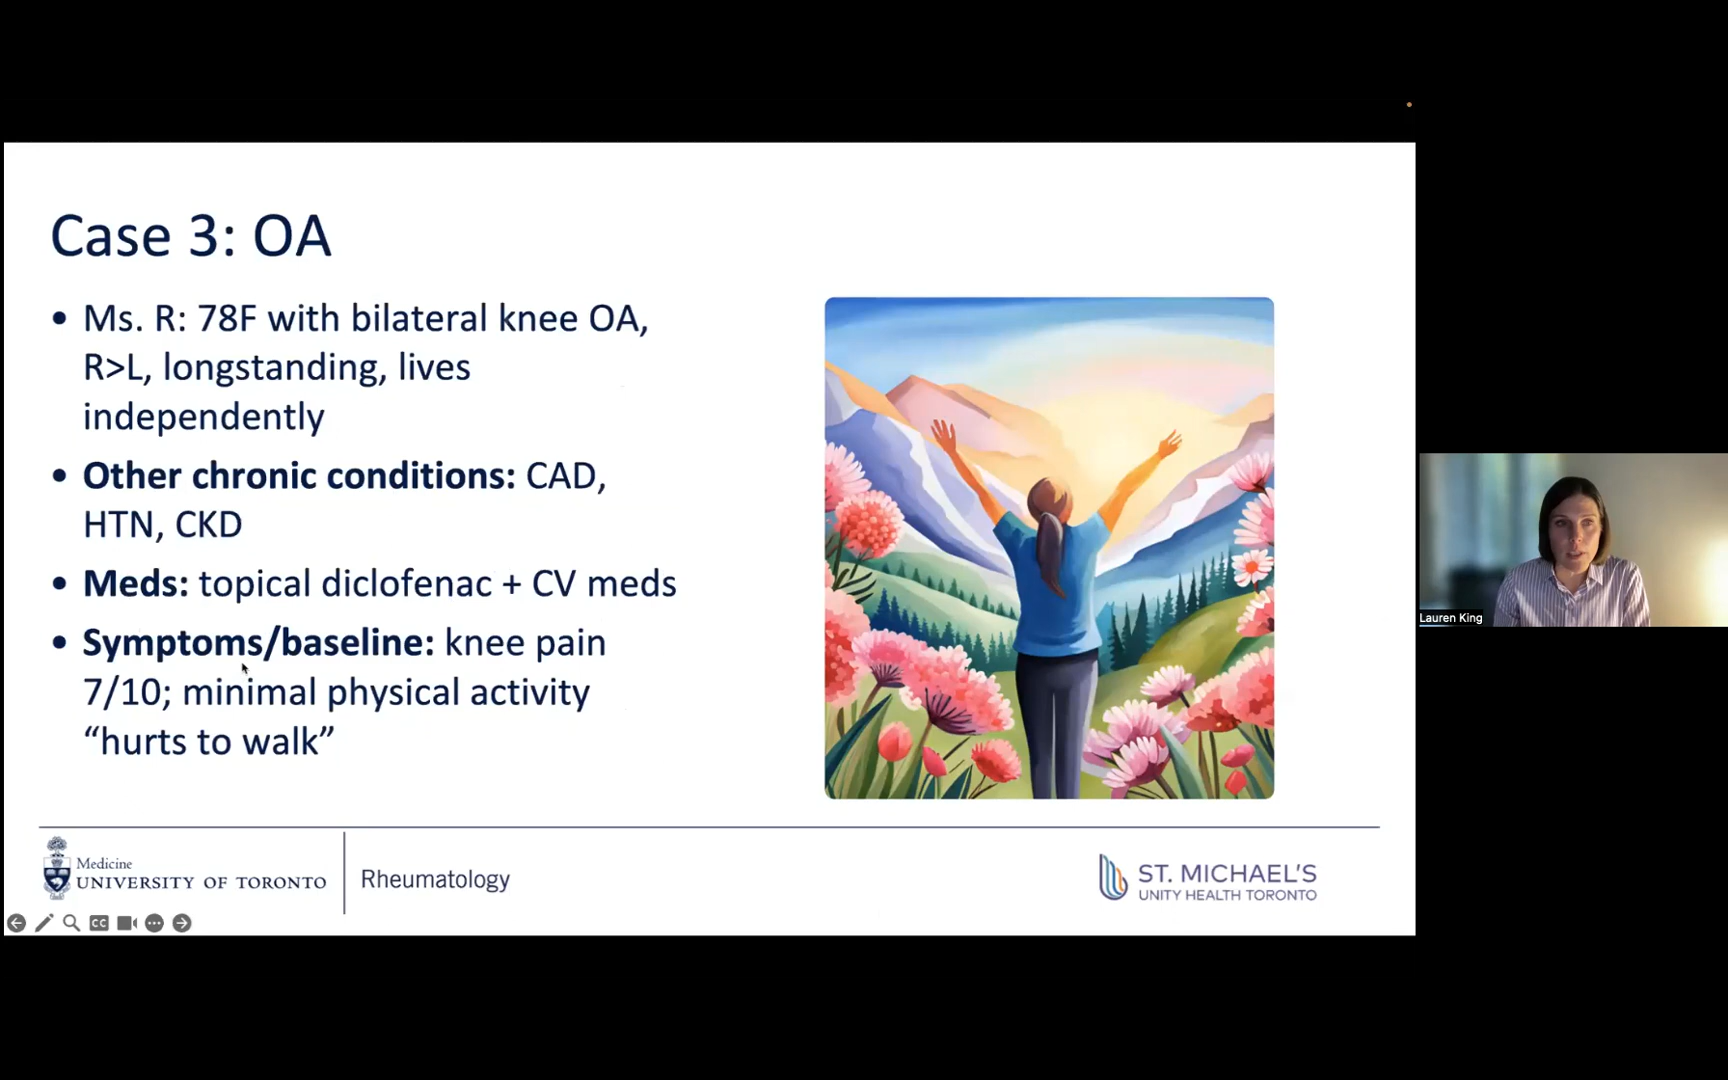 Case 3: OA
• Ms. R: 78F with bilateral knee OA,
R>L, longstanding, lives
independently
• Other chronic conditions: CAD,
HTN, CKD
• Meds: topical diclofenac + CV meds
• Symptoms/baseline: knee pain
7/10; minimal physical activity
“hurts to walk”
Medicine
UNIVERSITY OF TORONTO
Rheumatology
ST. MICHAEL'S
UNITY HEALTH TORONTO
CC
Lauren King